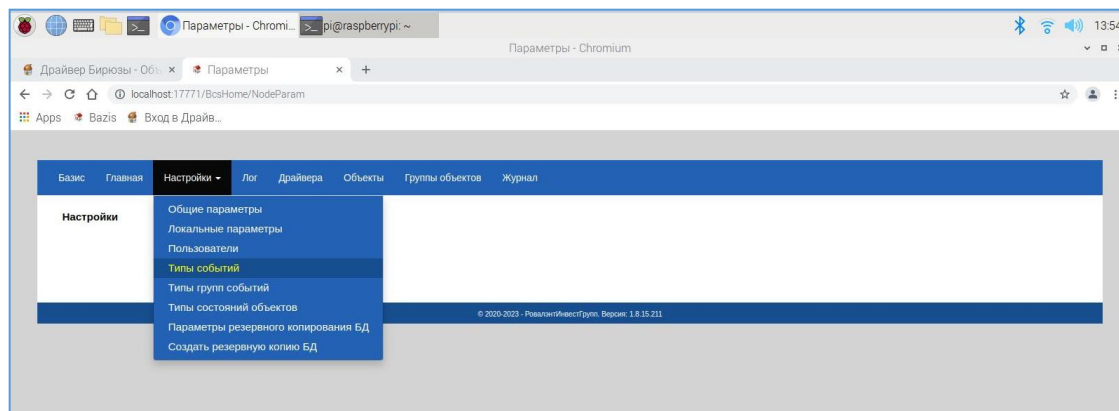 Параметры - Chromi... pi@raspberrypi: ~ 13:54
Параметры - Chromium
Драйвер Бирюзы - Объ Параметры
localhost:17771/BcsHome/NodeParam
Apps Bazis Вход в Драйв...
Базис Главная Настройки Лог Драйвера Объекты Группы объектов Журнал
Настройки
Общие параметры
Локальные параметры
Пользователи
Типы событий
Типы групп событий
Типы состояний объектов
Параметры резервного копирования БД
Создать резервную копию БД
© 2020-2023 - РовалэнтИнвестГрупп. Версия: 1.8.15.211